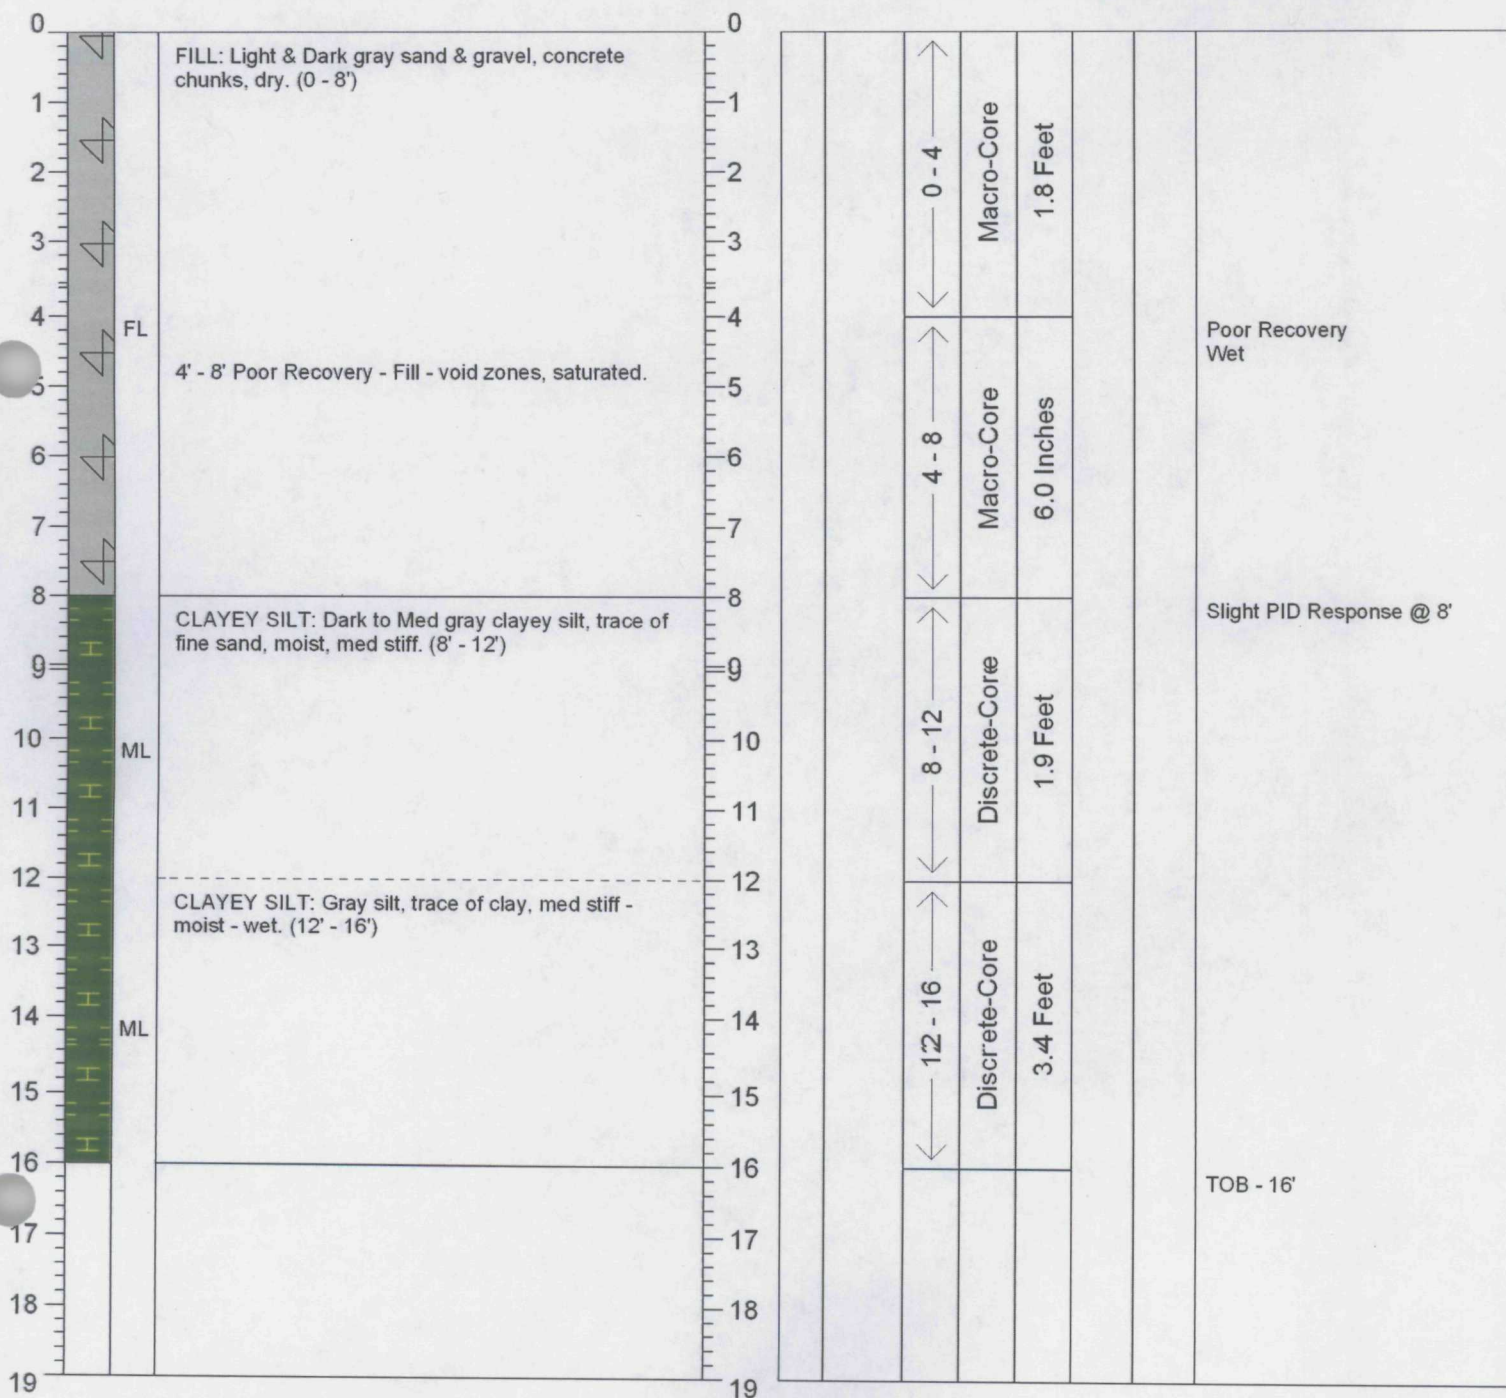 0
1
2
3
4
5
6
7
8
9
10
11
12
13
14
15
16
17
18
19
FL
ML
ML
FILL: Light & Dark gray sand & gravel, concrete
chunks, dry. (0 - 8')
4' - 8' Poor Recovery - Fill - void zones, saturated.
CLAYEY SILT: Dark to Med gray clayey silt, trace of
fine sand, moist, med stiff. (8' - 12')
CLAYEY SILT: Gray silt, trace of clay, med stiff -
moist - wet. (12' - 16')
0
1
2
3
4
5
6
7
8
9
10
11
12
13
14
15
16
17
18
19
0 - 4
Macro-Core
1.8 Feet
4 - 8
Macro-Core
6.0 Inches
8 - 12
Discrete-Core
1.9 Feet
12 - 16
Discrete-Core
3.4 Feet
Poor Recovery
Wet
Slight PID Response @ 8'
TOB - 16'